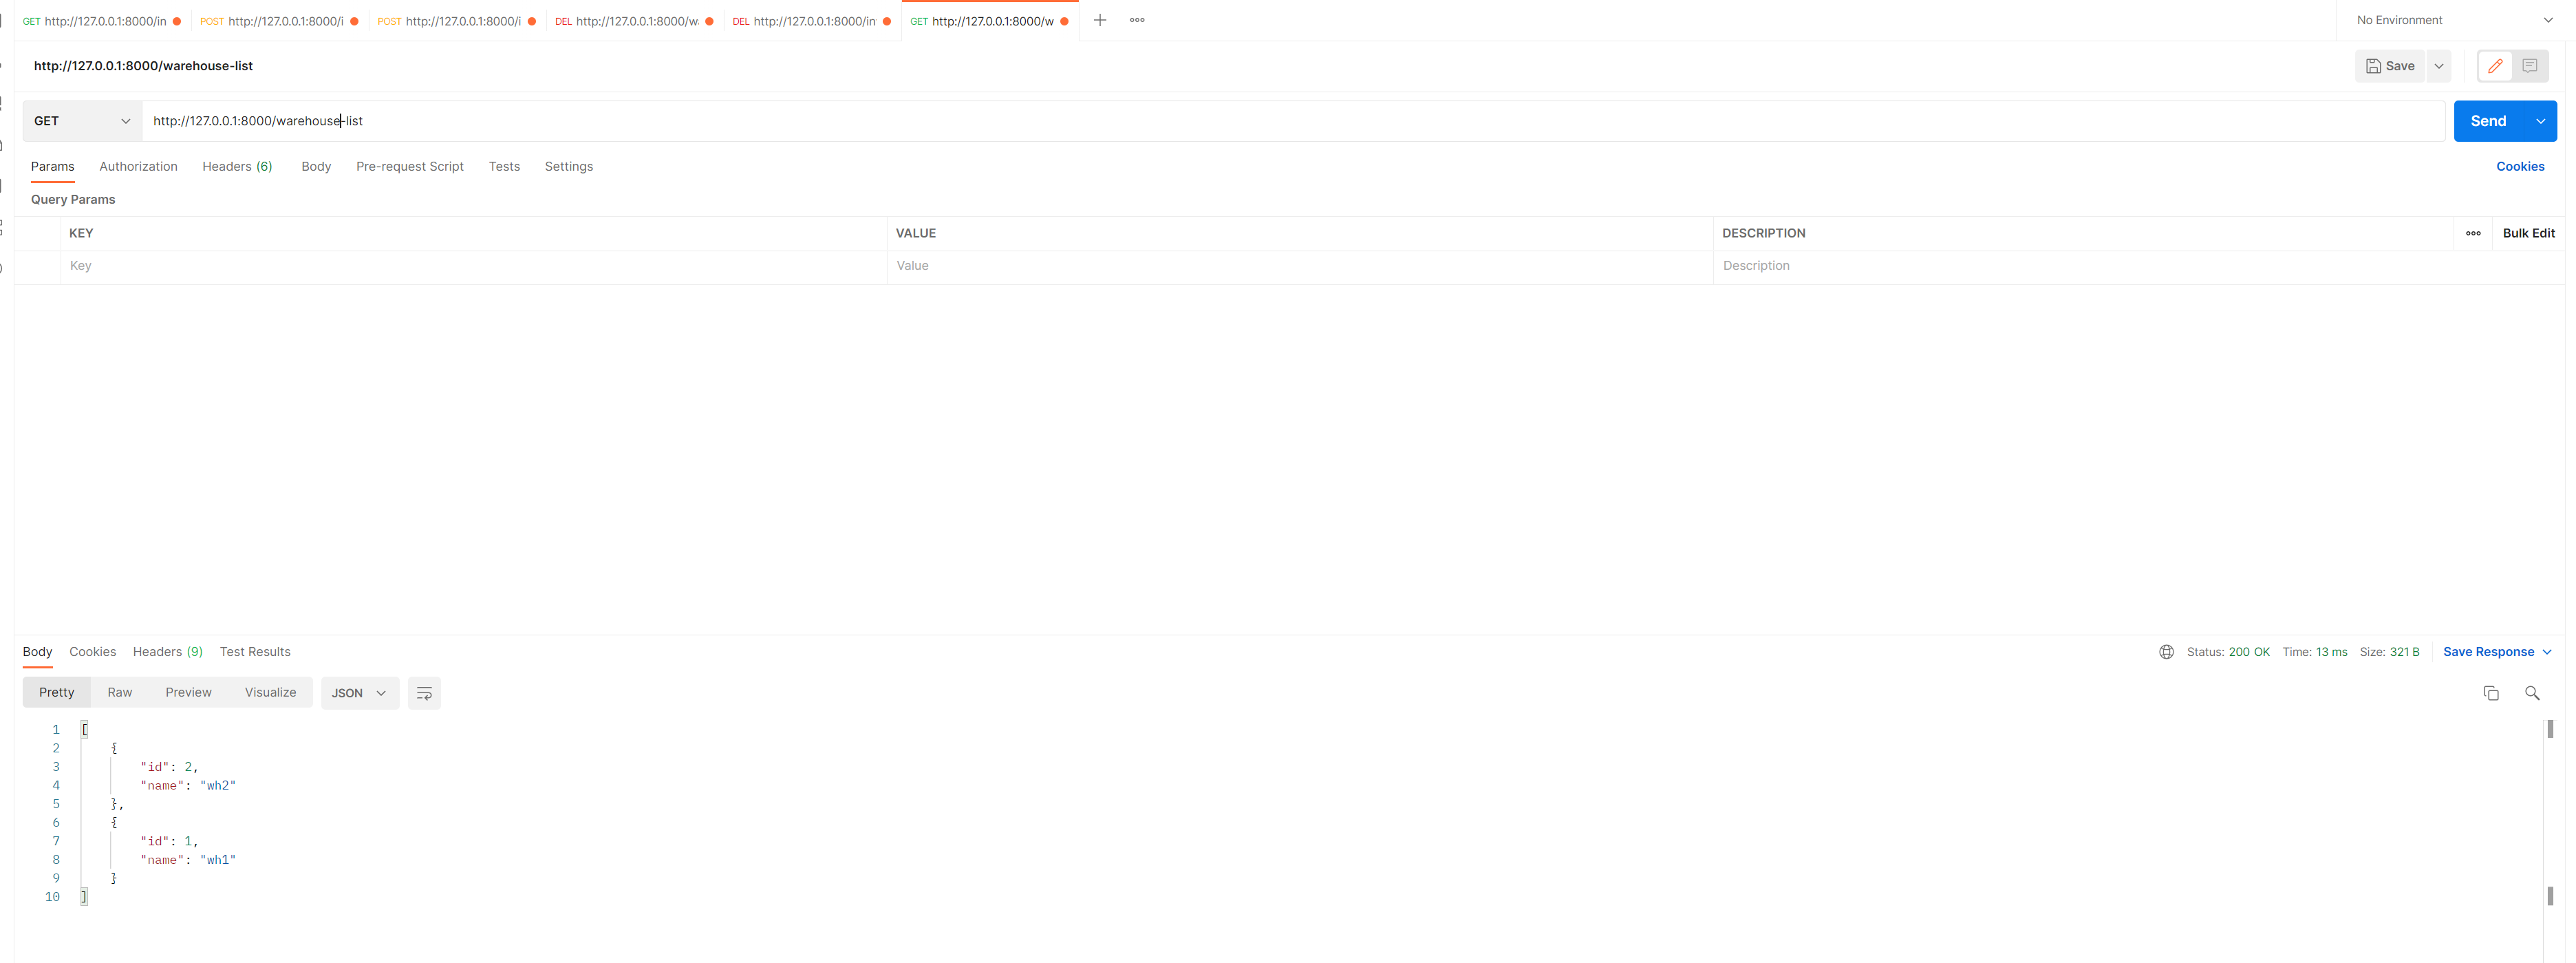 GET http://127.0.0.1:8000/in POST http://127.0.0.1:8000/i POST http://127.0.0.1:8000/i DEL http://127.0.0.1:8000/w DEL http://127.0.0.1:8000/in GET http://127.0.0.1:8000/w No Environment
http://127.0.0.1:8000/warehouse-list Save
GET http://127.0.0.1:8000/warehouse-list Send
Params Authorization Headers (6) Body Pre-request Script Tests Settings Cookies
Query Params
KEY VALUE DESCRIPTION Bulk Edit
Key Value Description
Body Cookies Headers (9) Test Results Status: 200 OK Time: 13 ms Size: 321 B Save Response
Pretty Raw Preview Visualize JSON
1 [
2 {
3 "id": 2,
4 "name": "wh2"
5 },
6 {
7 "id": 1,
8 "name": "wh1"
9 }
10 ]